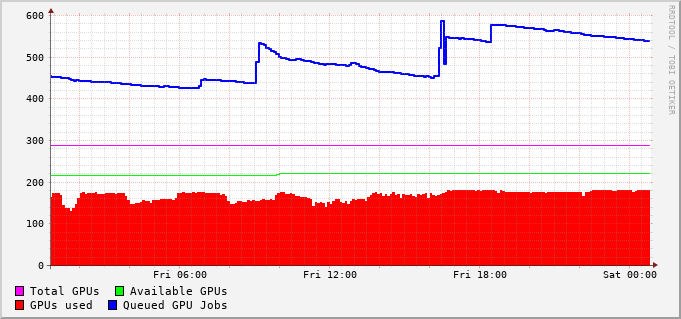 RRDTOOL / TOBI OETIKER
600
500
400
300
200
100
0
Fri 06:00 Fri 12:00 Fri 18:00 Sat 00:00
Total GPUs Available GPUs
GPUs used Queued GPU Jobs